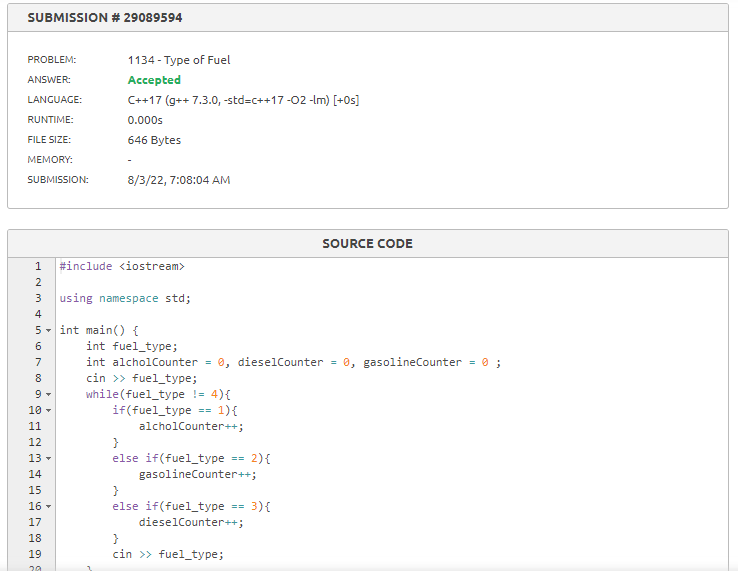 SUBMISSION # 29089594
PROBLEM: 1134 - Type of Fuel
ANSWER: Accepted
LANGUAGE: C++17 (g++ 7.3.0, -std=c++17 -O2 -lm) [+0s]
RUNTIME: 0.000s
FILE SIZE: 646 Bytes
MEMORY: -
SUBMISSION: 8/3/22, 7:08:04 AM
SOURCE CODE
1 #include <iostream>
2
3 using namespace std;
4
5 int main() {
6 int fuel_type;
7 int alcholCounter = 0, dieselCounter = 0, gasolineCounter = 0 ;
8 cin >> fuel_type;
9 while(fuel_type != 4){
10 if(fuel_type == 1){
11 alcholCounter++;
12 }
13 else if(fuel_type == 2){
14 gasolineCounter++;
15 }
16 else if(fuel_type == 3){
17 dieselCounter++;
18 }
19 cin >> fuel_type;
20 }